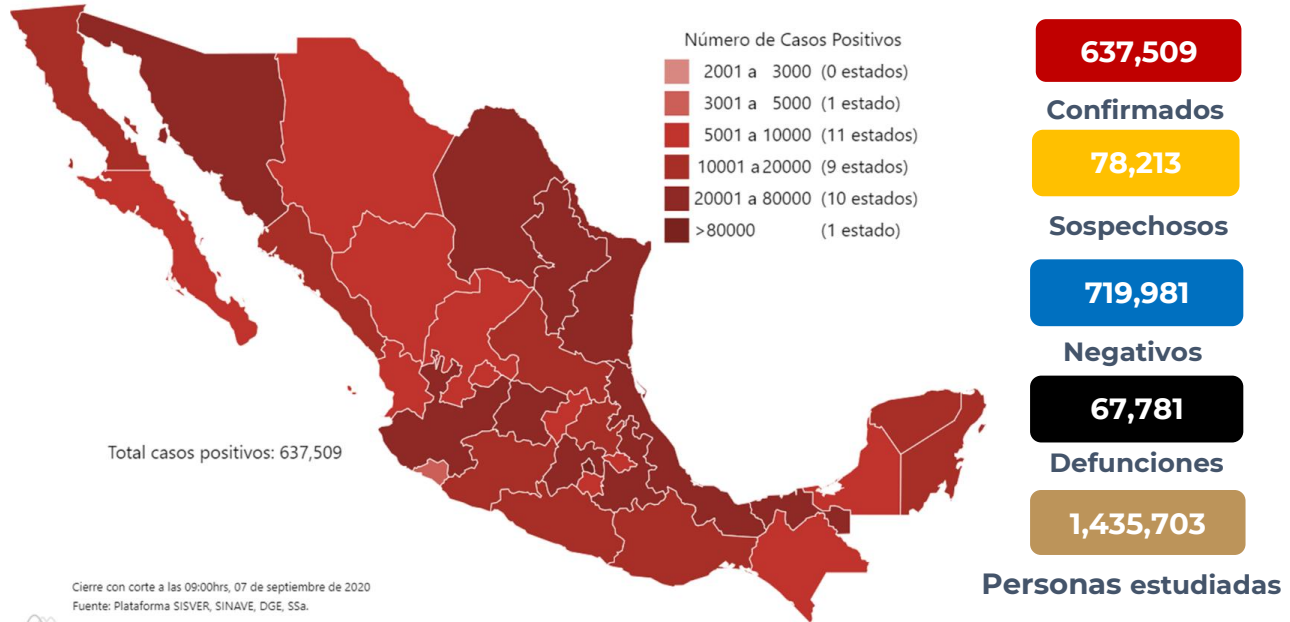 Número de Casos Positivos
2001 a 3000 (0 estados)
3001 a 5000 (1 estado)
5001 a 10000 (11 estados)
10001 a 20000 (9 estados)
20001 a 80000 (10 estados)
>80000 (1 estado)
Total casos positivos: 637,509
Cierre con corte a las 09:00hrs, 07 de septiembre de 2020
Fuente: Plataforma SISVER, SINAVE, DGE, SSa.
637,509
Confirmados
78,213
Sospechosos
719,981
Negativos
67,781
Defunciones
1,435,703
Personas estudiadas